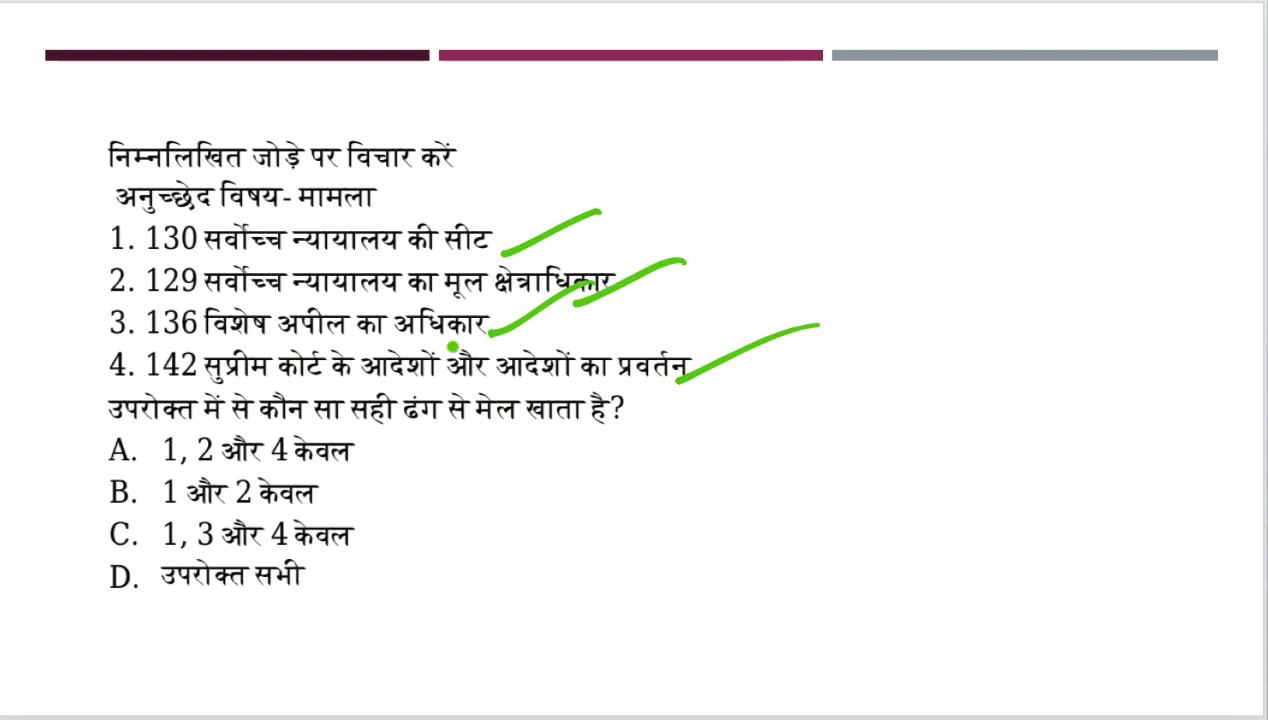 निम्नलिखित जोड़े पर विचार करें
अनुच्छेद विषय- मामला
1. 130 सर्वोच्च न्यायालय की सीट
2. 129 सर्वोच्च न्यायालय का मूल क्षेत्राधिकार
3. 136 विशेष अपील का अधिकार
4. 142 सुप्रीम कोर्ट के आदेशों और आदेशों का प्रवर्तन
उपरोक्त में से कौन सा सही ढंग से मेल खाता है?
A. 1, 2 और 4 केवल
B. 1 और 2 केवल
C. 1, 3 और 4 केवल
D. उपरोक्त सभी